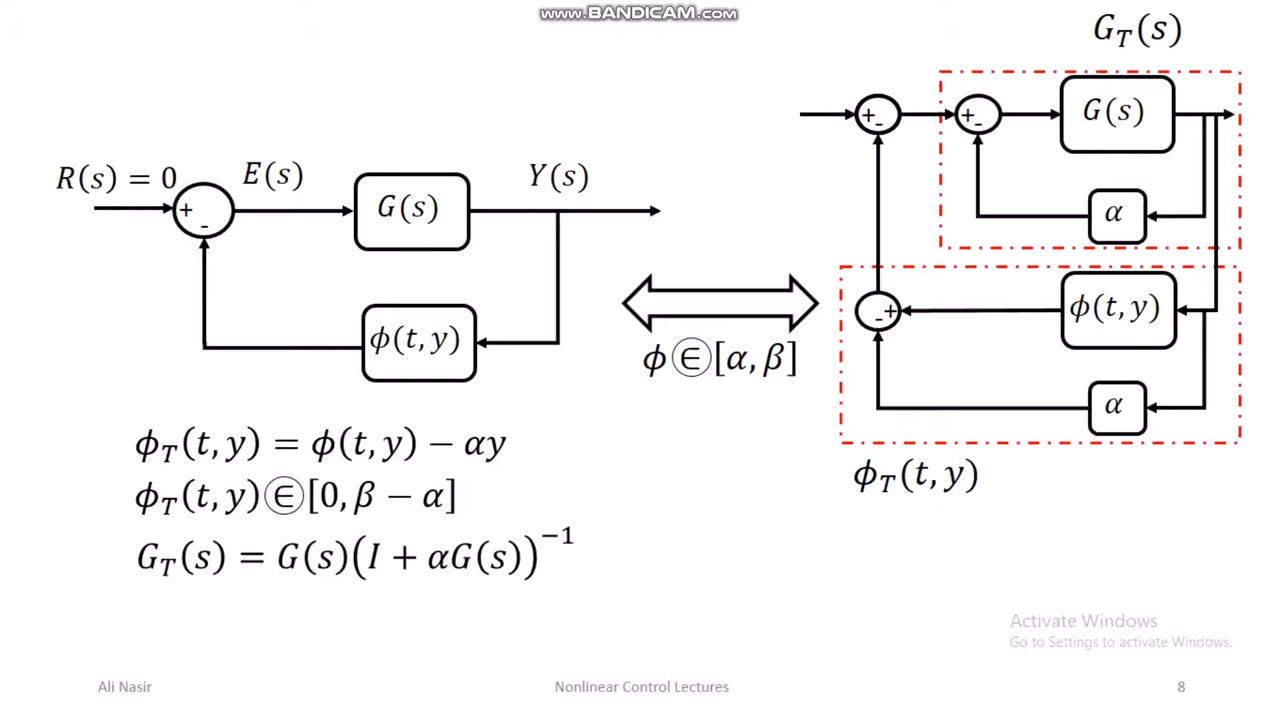 www.BANDICAM.com
G_T(s)
+
-
+
-
G(s)
α
R(s) = 0
E(s)
Y(s)
+
-
G(s)
ϕ(t, y)
-
+
ϕ(t, y)
α
ϕ ⋵ [α, β]
ϕ_T(t, y)
ϕ_T(t, y) = ϕ(t, y) − αy
ϕ_T(t, y) ⋵ [0, β − α]
G_T(s) = G(s)(I + αG(s))^−1
Activate Windows
Go to Settings to activate Windows.
Ali Nasir
Nonlinear Control Lectures
8